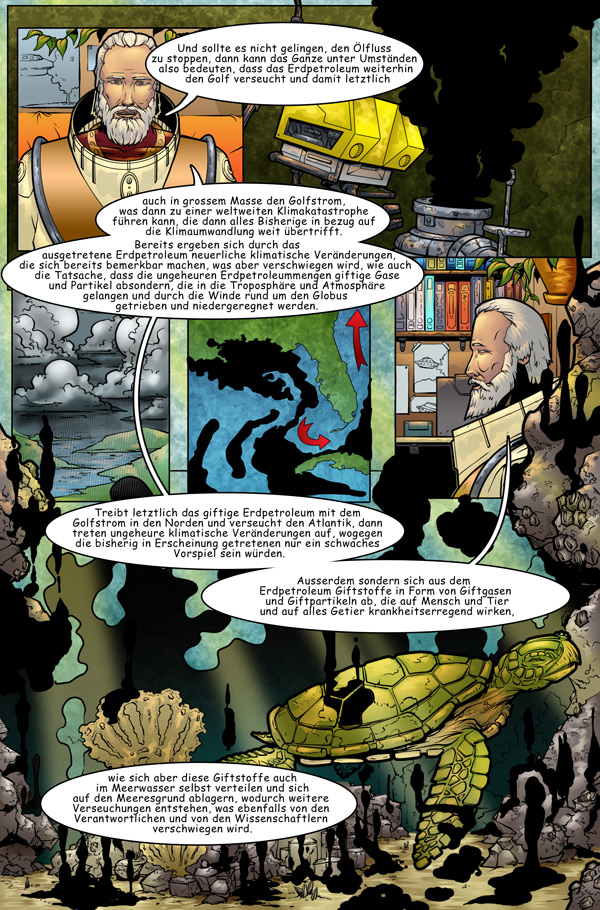 Und sollte es nicht gelingen, den Ölfluss
zu stoppen, dann kann das Ganze unter Umständen
also bedeuten, dass das Erdpetroleum weiterhin
den Golf verseucht und damit letztlich
auch in grossem Masse den Golfstrom,
was dann zu einer weltweiten Klimakatastrophe
führen kann, die dann alles Bisherige in bezug auf
die Klimaumwandlung weit übertrifft.
Bereits ergeben sich durch das
ausgetretene Erdpetroleum neuerliche klimatische Veränderungen,
die sich bereits bemerkbar machen, was aber verschwiegen wird, wie auch
die Tatsache, dass die ungeheuren Erdpetroleummengen giftige Gase
und Partikel absondern, die in die Troposphäre und Atmosphäre
gelangen und durch die Winde rund um den Globus
getrieben und niedergeregnet werden.
Treibt letztlich das giftige Erdpetroleum mit dem
Golfstrom in den Norden und verseucht den Atlantik, dann
treten ungeheure klimatische Veränderungen auf, wogegen
die bisherig in Erscheinung getretenen nur ein schwaches
Vorspiel sein würden.
Ausserdem sondern sich aus dem
Erdpetroleum Giftstoffe in Form von Giftgasen
und Giftpartikeln ab, die auf Mensch und Tier
und auf alles Getier krankheitserregend wirken,
wie sich aber diese Giftstoffe auch
im Meerwasser selbst verteilen und sich
auf den Meeresgrund ablagern, wodurch weitere
Verseuchungen entstehen, was ebenfalls von den
Verantwortlichen und von den Wissenschaftlern
verschwiegen wird.